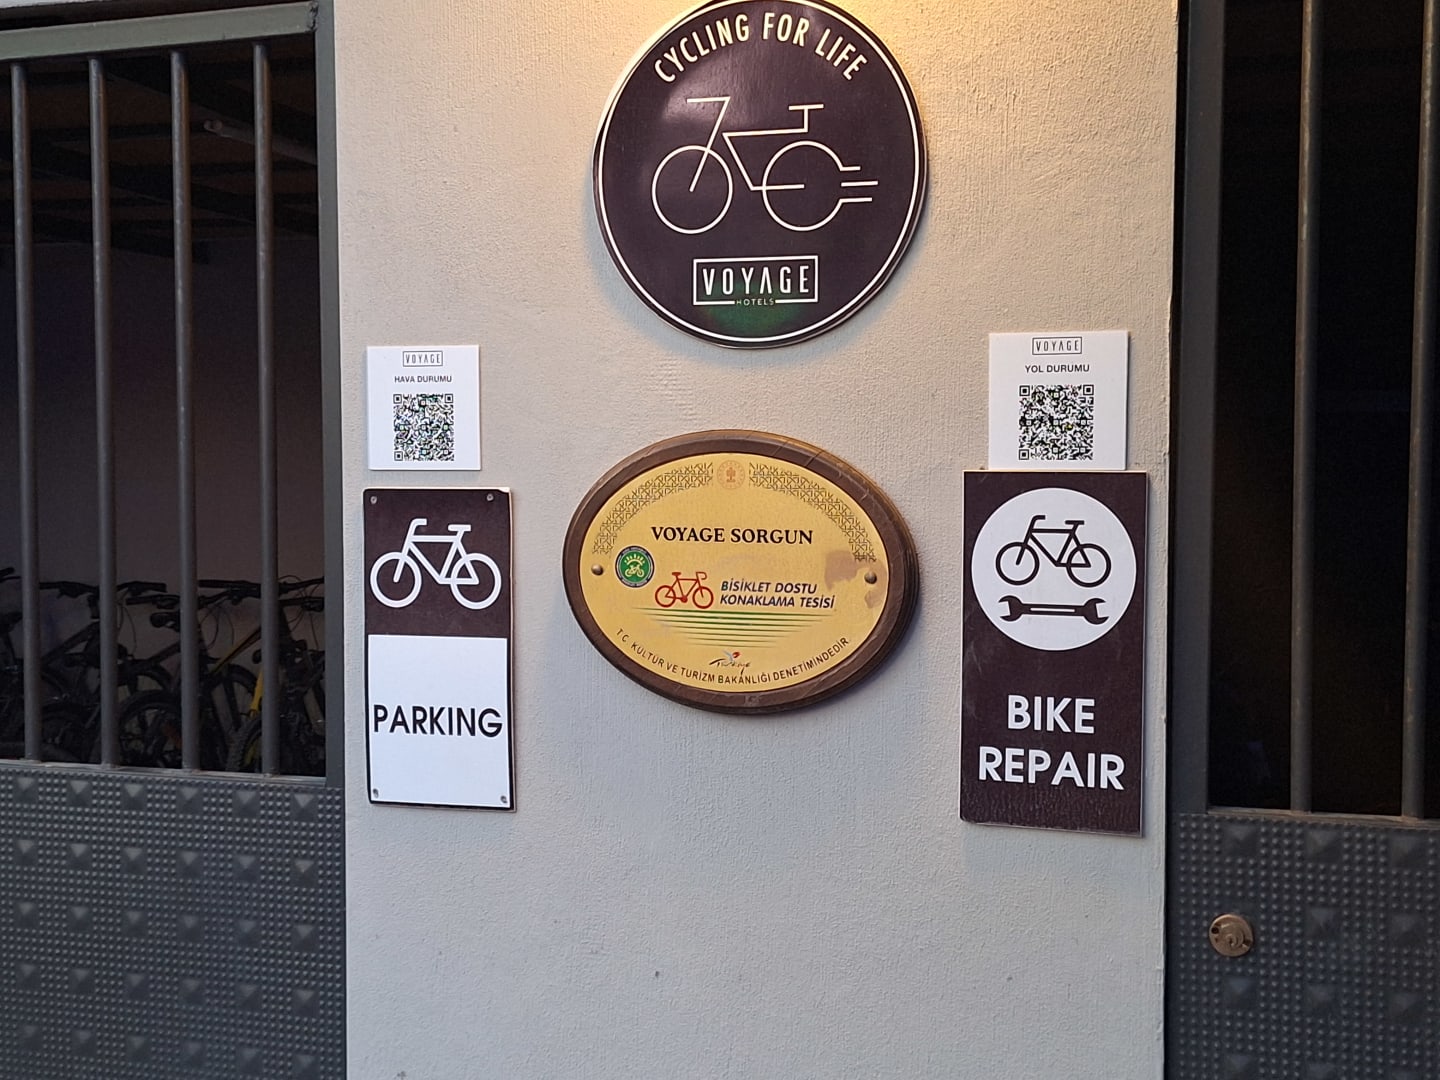 CYCLING FOR LIFE
VOYAGE
HOTELS
VOYAGE
HAVA DURUMU
VOYAGE
YOL DURUMU
VOYAGE SORGUN
BİSİKLET DOSTU
KONAKLAMA TESİSİ
Türkiye
T.C. KÜLTÜR VE TURİZM BAKANLIĞI DENETİMİNDEDİR
PARKING
BIKE
REPAIR